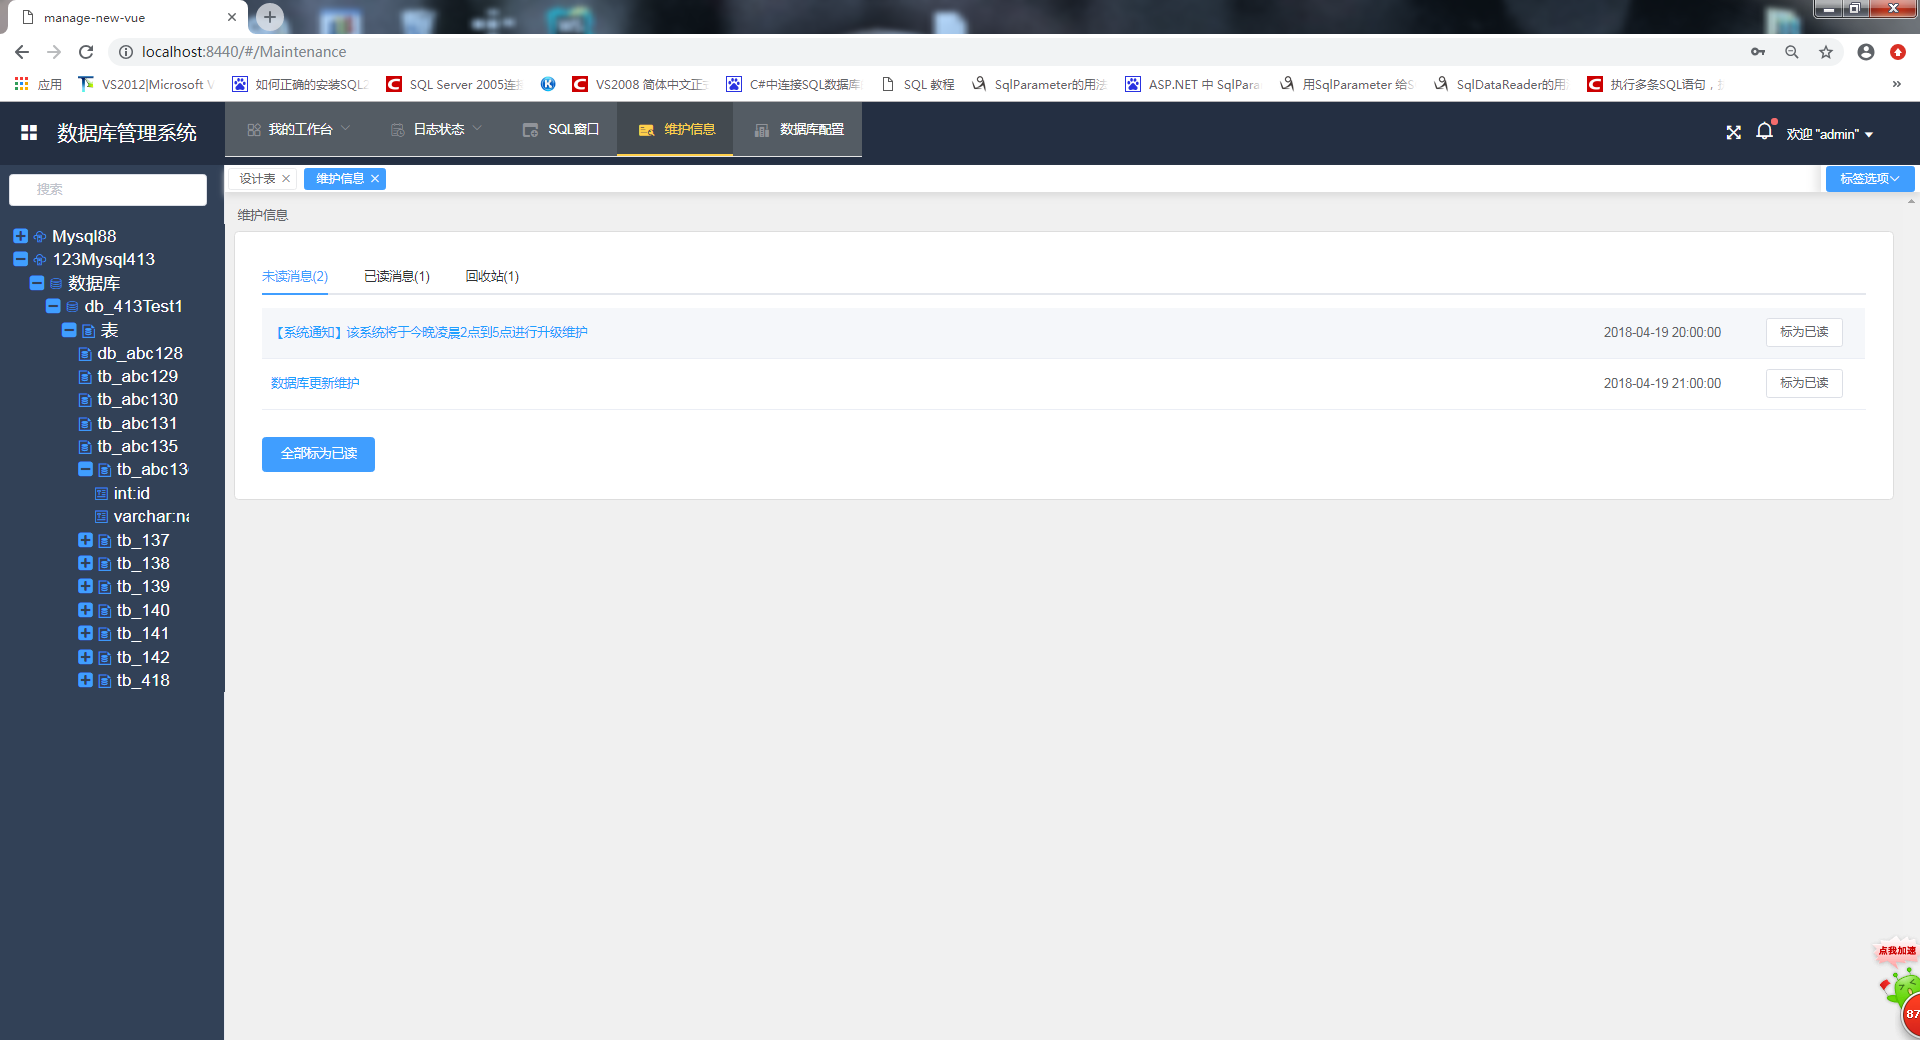 manage-new-vue
localhost:8440/#/Maintenance
应用 VS2012|Microsoft V 如何正确的安装SQL2 SQL Server 2005连接 VS2008 简体中文正式 C#中连接SQL数据库 SQL 教程 SqlParameter的用法 ASP.NET 中 SqlPara 用SqlParameter 给S SqlDataReader的用 执行多条SQL语句，
数据库管理系统 我的工作台 日志状态 SQL窗口 维护信息 数据库配置 欢迎 "admin"
搜索 设计表 维护信息 标签选项
维护信息
Mysql88
123Mysql413
数据库
db_413Test1
表
db_abc128
tb_abc129
tb_abc130
tb_abc131
tb_abc135
tb_abc13
int:id
varchar:na
tb_137
tb_138
tb_139
tb_140
tb_141
tb_142
tb_418
未读消息(2) 已读消息(1) 回收站(1)
【系统通知】该系统将于今晚凌晨2点到5点进行升级维护 2018-04-19 20:00:00 标为已读
数据库更新维护 2018-04-19 21:00:00 标为已读
全部标为已读
点我加速
87